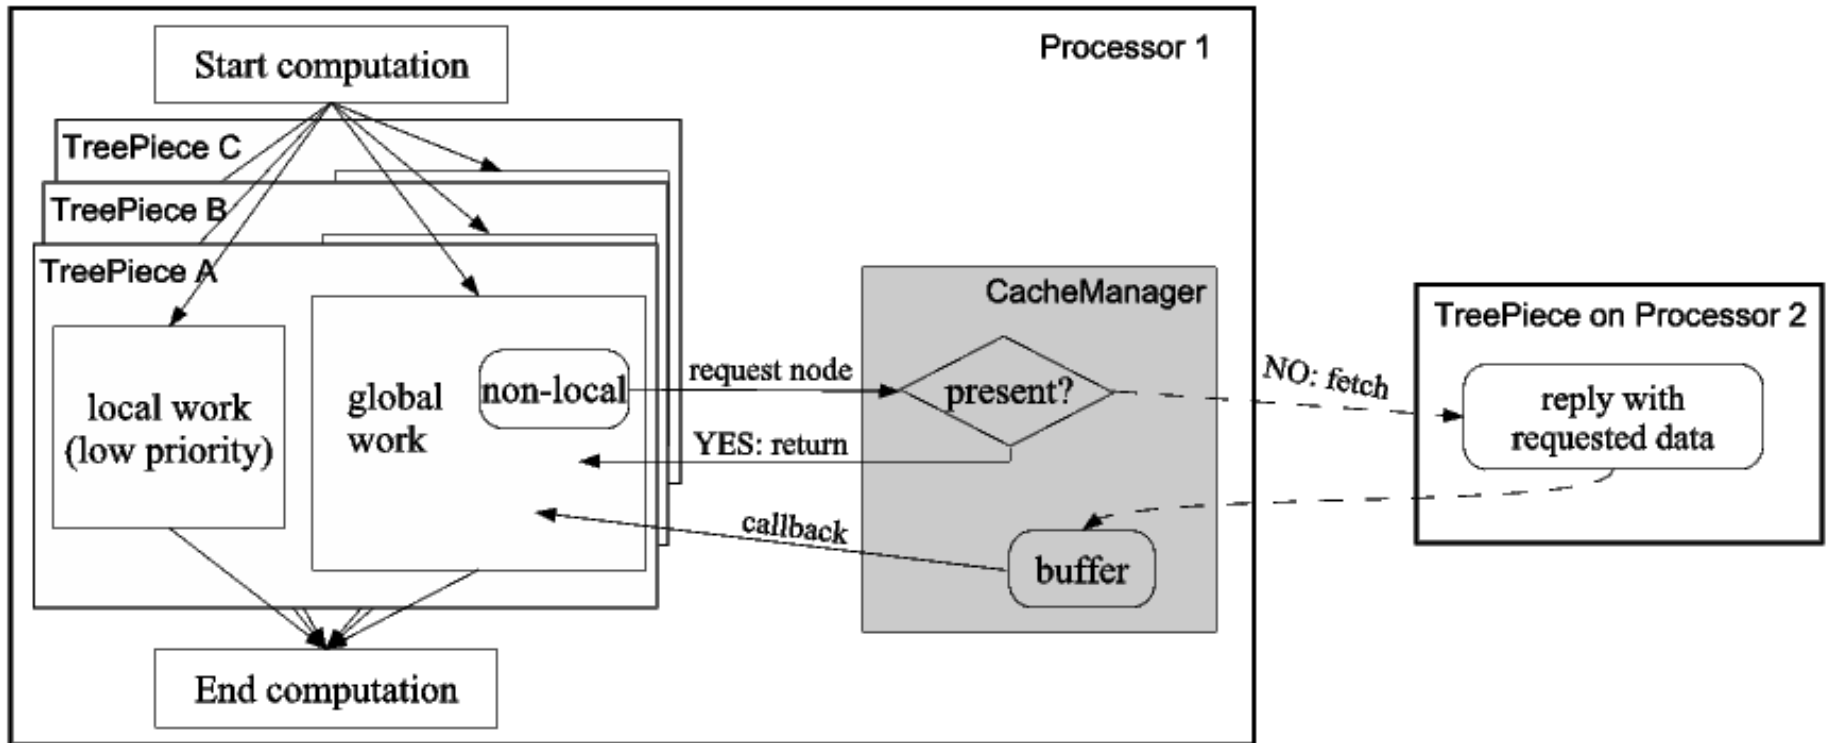 Processor 1
Start computation
TreePiece C
TreePiece B
TreePiece A
local work
(low priority)
global
work
non-local
request node
YES: return
callback
CacheManager
present?
buffer
NO: fetch
TreePiece on Processor 2
reply with
requested data
End computation